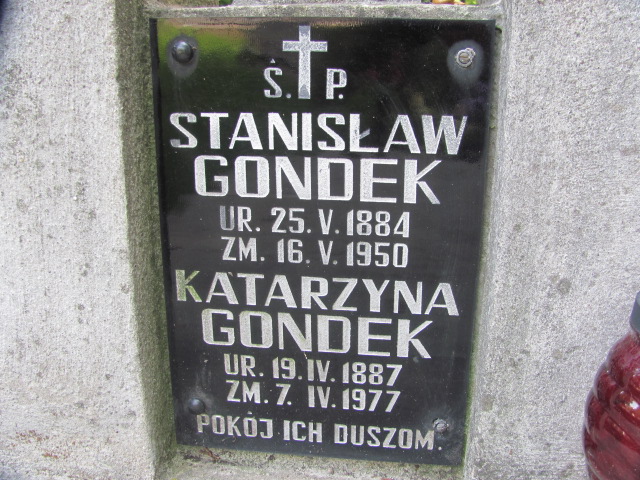 Ś. P.
STANISŁAW
GONDEK
UR. 25. V. 1884
ZM. 16. V. 1950
KATARZYNA
GONDEK
UR. 19. IV. 1887
ZM. 7. IV. 1977
POKÓJ ICH DUSZOM.